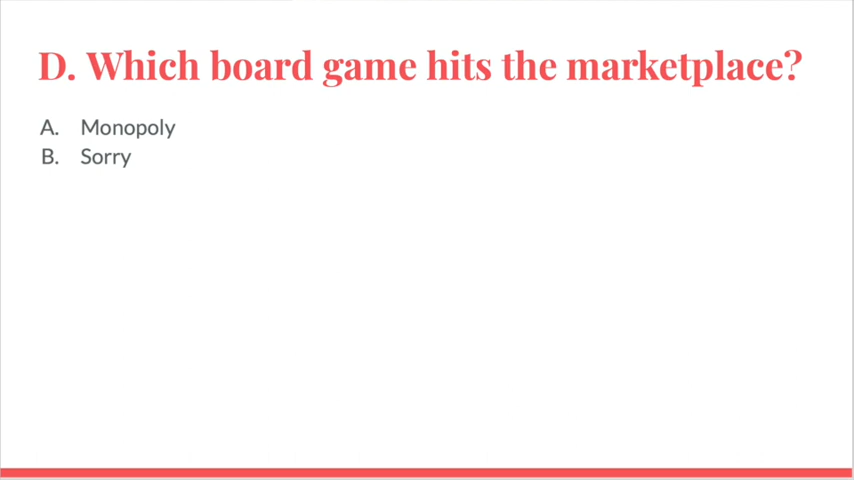 D. Which board game hits the marketplace?
A. Monopoly
B. Sorry